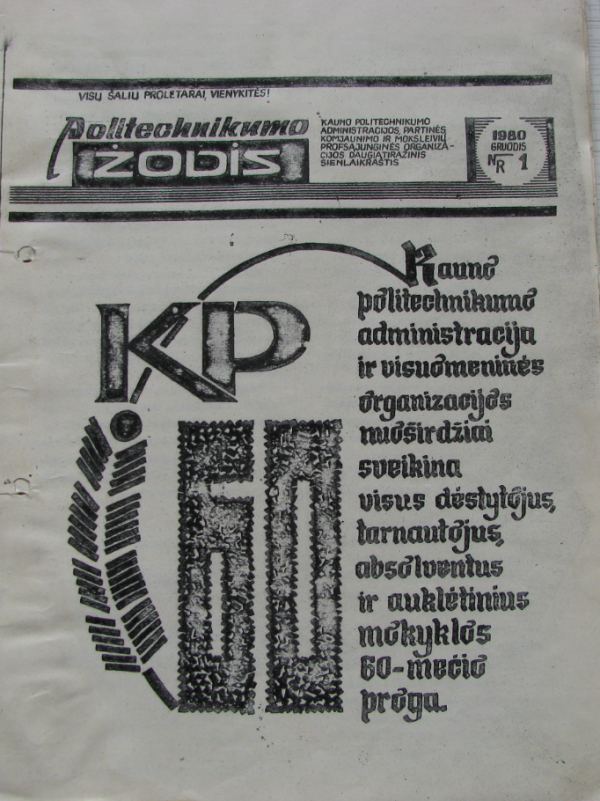 VISŲ ŠALIŲ PROLETARAI, VIENYKITĖS!
Politechnikumo
ŽODIS
KAUNO POLITECHNIKUMO
ADMINISTRACIJOS, PARTINĖS
KOMJAUNIMO IR MOKSLEIVIŲ
PROFSĄJUNGINĖS ORGANIZA-
CIJOS DAUGIATIRAŽINIS
SIENLAIKRAŠTIS
1980
GRUODIS
NR 1
KP
60
Kauno
politechnikumo
administracija
ir visuomeninės
organizacijos
nuoširdžiai
sveikina
visus dėstytojus,
tarnautojus,
absolventus
ir auklėtinius
mokyklos
60-mečio
proga.